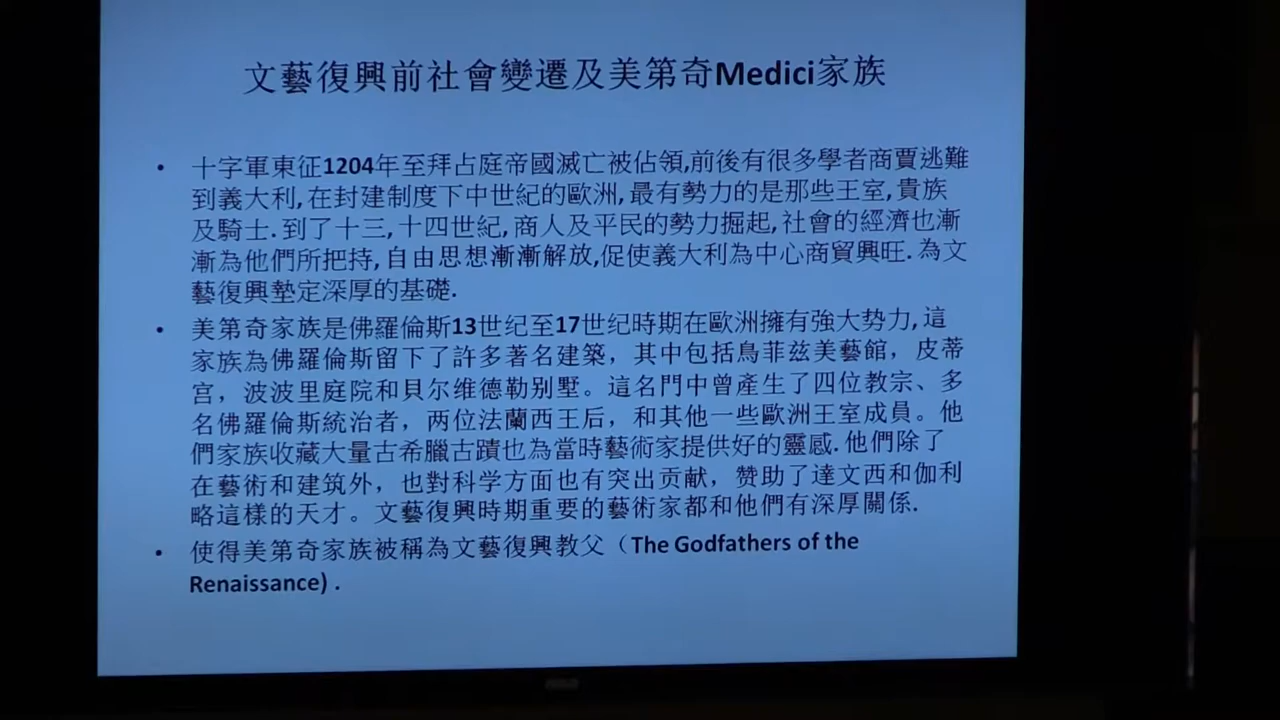 文藝復興前社會變遷及美第奇Medici家族
• 十字軍東征1204年至拜占庭帝國滅亡被佔領,前後有很多學者商賈逃難
到義大利, 在封建制度下中世紀的歐洲, 最有勢力的是那些王室, 貴族
及騎士. 到了十三, 十四世紀, 商人及平民的勢力掘起, 社會的經濟也漸
漸為他們所把持, 自由思想漸漸解放,促使義大利為中心商貿興旺. 為文
藝復興墊定深厚的基礎.
• 美第奇家族是佛羅倫斯13世纪至17世纪時期在歐洲擁有強大势力, 這
家族為佛羅倫斯留下了許多著名建築，其中包括烏菲兹美藝館，皮蒂
宫，波波里庭院和貝尔维德勒别墅。這名門中曾產生了四位教宗、多
名佛羅倫斯統治者，两位法蘭西王后，和其他一些歐洲王室成員。他
們家族收藏大量古希臘古蹟也為當時藝術家提供好的靈感. 他們除了
在藝術和建筑外，也對科学方面也有突出贡献，赞助了達文西和伽利
略這樣的天才。文藝復興時期重要的藝術家都和他們有深厚關係.
• 使得美第奇家族被稱為文藝復興教父（The Godfathers of the
Renaissance) .